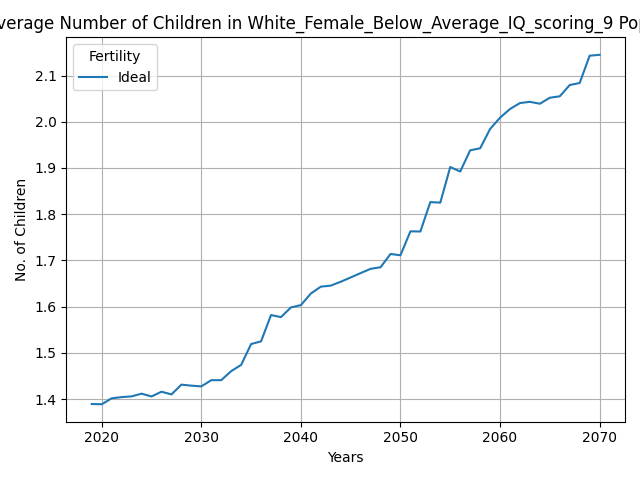 verage Number of Children in White_Female_Below_Average_IQ_scoring_9 Pop
Fertility
Ideal
No. of Children
2.1
2.0
1.9
1.8
1.7
1.6
1.5
1.4
2020 2030 2040 2050 2060 2070
Years